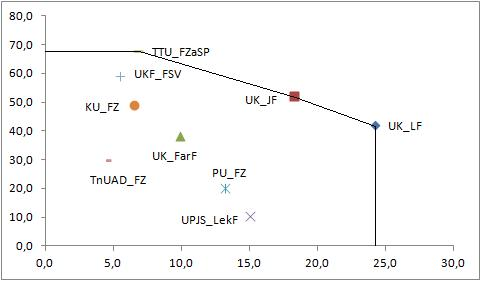 80,0
70,0
TTU_FZaSP
60,0
UKF_FSV
50,0
KU_FZ
UK_JF
40,0
UK_LF
30,0
UK_FarF
TnUAD_FZ
PU_FZ
20,0
10,0
UPJS_LekF
0,0
0,0 5,0 10,0 15,0 20,0 25,0 30,0